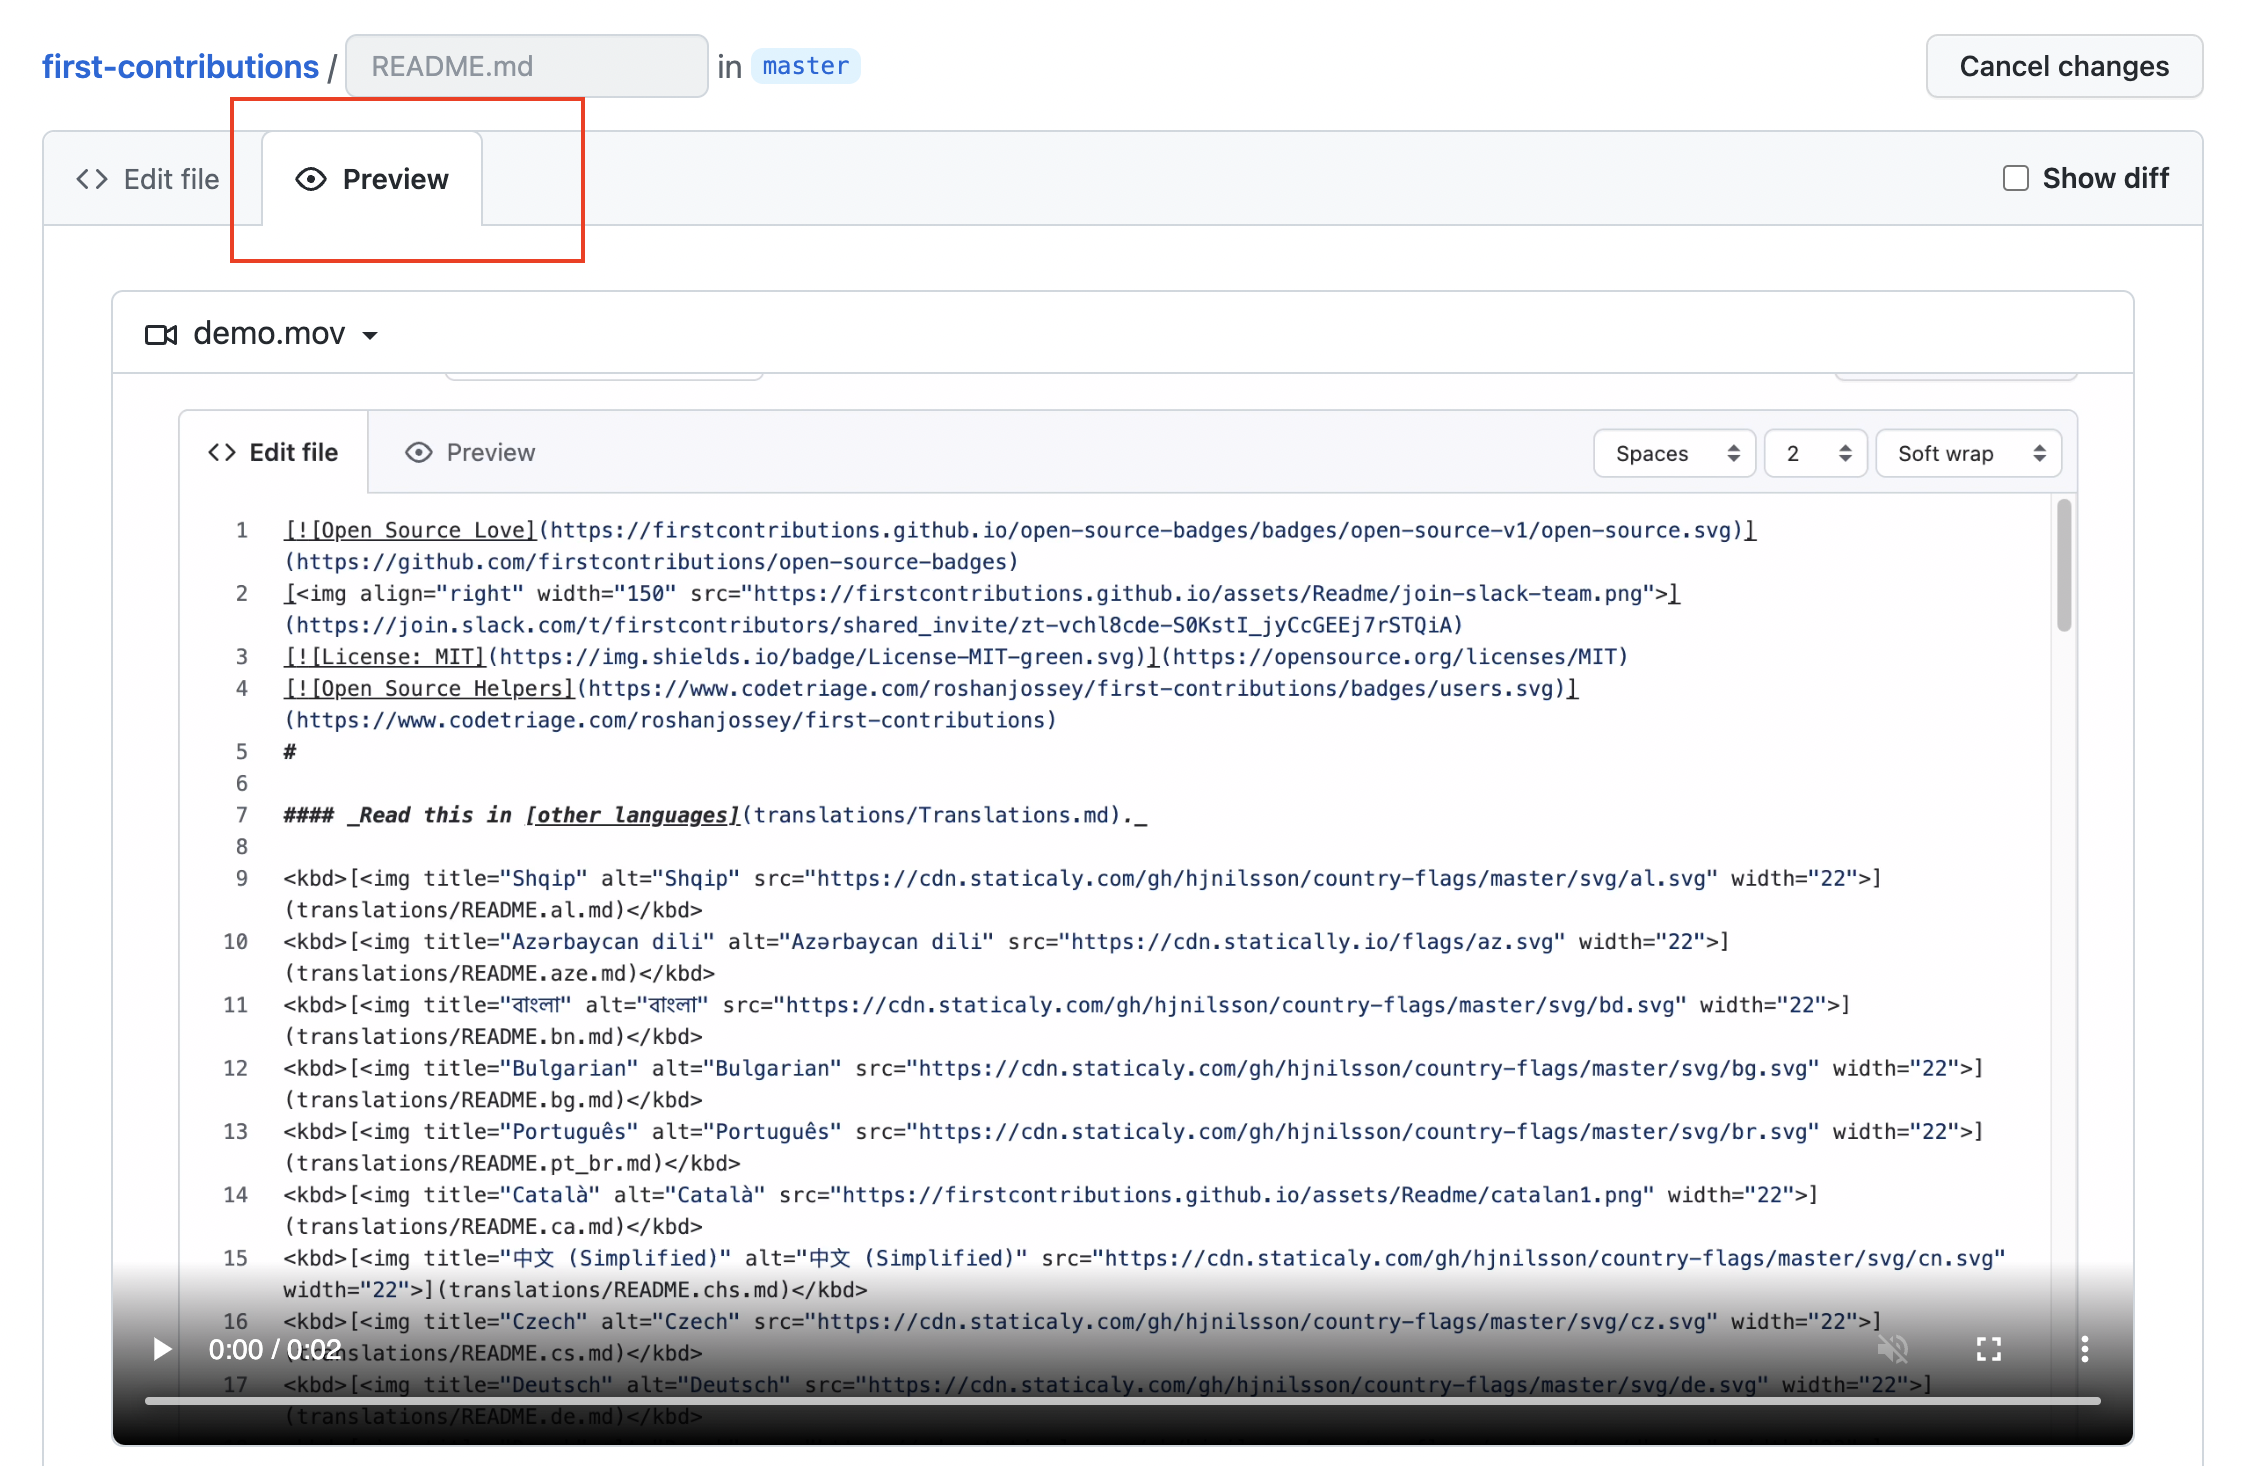 first-contributions / README.md in master Cancel changes
Edit file Preview Show diff
demo.mov
Edit file Preview Spaces 2 Soft wrap
1 [![Open Source Love](https://firstcontributions.github.io/open-source-badges/badges/open-source-v1/open-source.svg)]
(https://github.com/firstcontributions/open-source-badges)
2 [<img align="right" width="150" src="https://firstcontributions.github.io/assets/Readme/join-slack-team.png">]
(https://join.slack.com/t/firstcontributors/shared_invite/zt-vchl8cde-S0KstI_jyCcGEEj7rSTQiA)
3 [![License: MIT](https://img.shields.io/badge/License-MIT-green.svg)](https://opensource.org/licenses/MIT)
4 [![Open Source Helpers](https://www.codetriage.com/roshanjossey/first-contributions/badges/users.svg)]
(https://www.codetriage.com/roshanjossey/first-contributions)
5 #
6
7 #### _Read this in [other languages](translations/Translations.md)._
8
9 <kbd>[<img title="Shqip" alt="Shqip" src="https://cdn.staticaly.com/gh/hjnilsson/country-flags/master/svg/al.svg" width="22">]
(translations/README.al.md)</kbd>
10 <kbd>[<img title="Azərbaycan dili" alt="Azərbaycan dili" src="https://cdn.statically.io/flags/az.svg" width="22">]
(translations/README.aze.md)</kbd>
11 <kbd>[<img title="বাংলা" alt="বাংলা" src="https://cdn.staticaly.com/gh/hjnilsson/country-flags/master/svg/bd.svg" width="22">]
(translations/README.bn.md)</kbd>
12 <kbd>[<img title="Bulgarian" alt="Bulgarian" src="https://cdn.staticaly.com/gh/hjnilsson/country-flags/master/svg/bg.svg" width="22">]
(translations/README.bg.md)</kbd>
13 <kbd>[<img title="Português" alt="Português" src="https://cdn.staticaly.com/gh/hjnilsson/country-flags/master/svg/br.svg" width="22">]
(translations/README.pt_br.md)</kbd>
14 <kbd>[<img title="Català" alt="Català" src="https://firstcontributions.github.io/assets/Readme/catalan1.png" width="22">]
(translations/README.ca.md)</kbd>
15 <kbd>[<img title="中文 (Simplified)" alt="中文 (Simplified)" src="https://cdn.staticaly.com/gh/hjnilsson/country-flags/master/svg/cn.svg"
width="22">](translations/README.chs.md)</kbd>
16 <kbd>[<img title="Czech" alt="Czech" src="https://cdn.staticaly.com/gh/hjnilsson/country-flags/master/svg/cz.svg" width="22">]
0:00 / 0:02
(translations/README.cs.md)</kbd>
17 <kbd>[<img title="Deutsch" alt="Deutsch" src="https://cdn.staticaly.com/gh/hjnilsson/country-flags/master/svg/de.svg" width="22">]
(translations/README.de.md)</kbd>